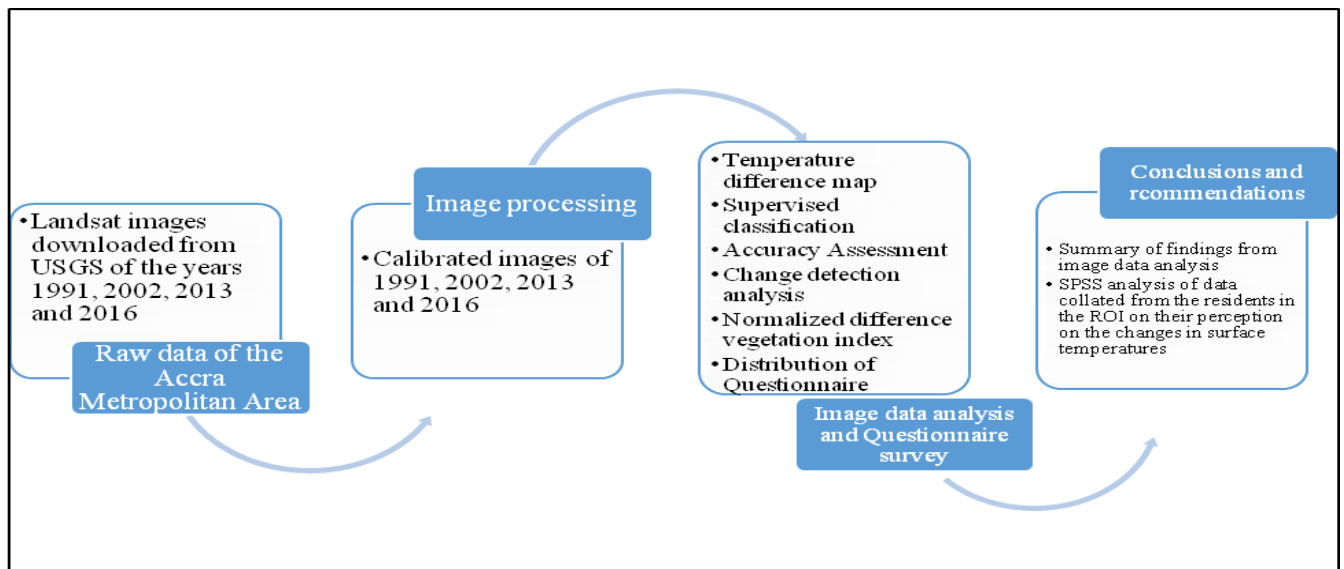 • Landsat images
downloaded from
USGS of the years
1991, 2002, 2013
and 2016
Raw data of the
Accra
Metropolitan Area
Image processing
• Calibrated images of
1991, 2002, 2013
and 2016
• Temperature
difference map
• Supervised
classification
• Accuracy Assessment
• Change detection
analysis
• Normalized difference
vegetation index
• Distribution of
Questionnaire
Image data analysis
and Questionnaire
survey
Conclusions and
rcommendations
• Summary of findings from
image data analysis
• SPSS analysis of data
collated from the residents in
the ROI on their perception
on the changes in surface
temperatures